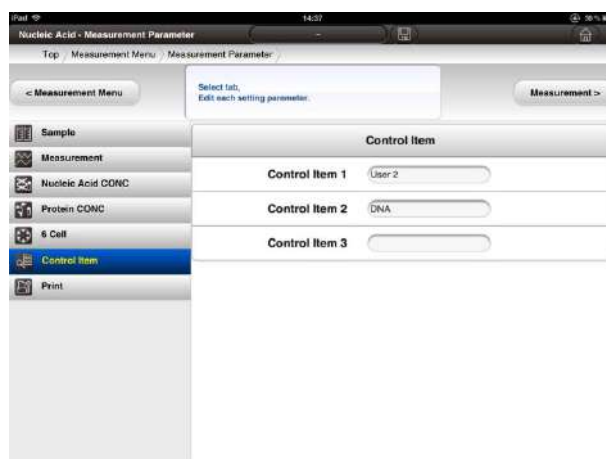 iPad 14:37
Nucleic Acid - Measurement Parameter -
Top / Measurement Menu / Measurement Parameter /
< Measurement Menu
Select tab,
Edit each setting parameter.
Measurement >
Sample
Measurement
Nucleic Acid CONC
Protein CONC
6 Cell
Control Item
Print
Control Item
Control Item 1 User 2
Control Item 2 DNA
Control Item 3